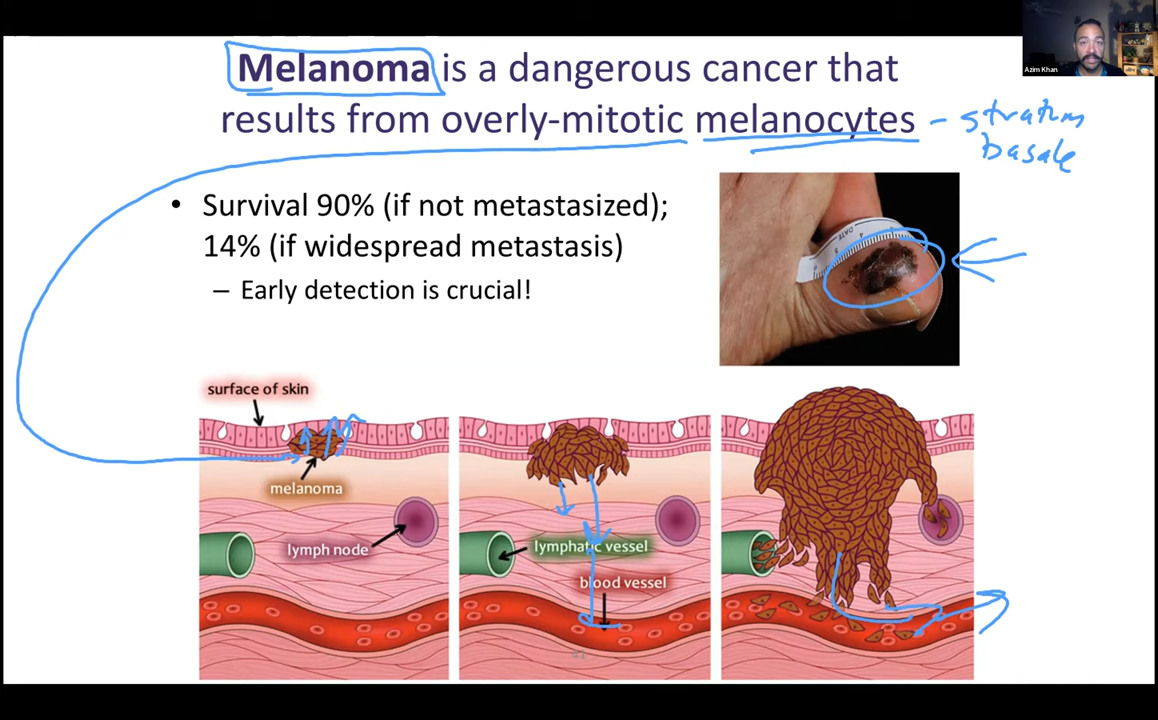 Melanoma is a dangerous cancer that
results from overly-mitotic melanocytes - stratum
basale
• Survival 90% (if not metastasized);
14% (if widespread metastasis)
– Early detection is crucial!
DATE
Azim Khan
surface of skin
melanoma
lymph node
lymphatic vessel
blood vessel